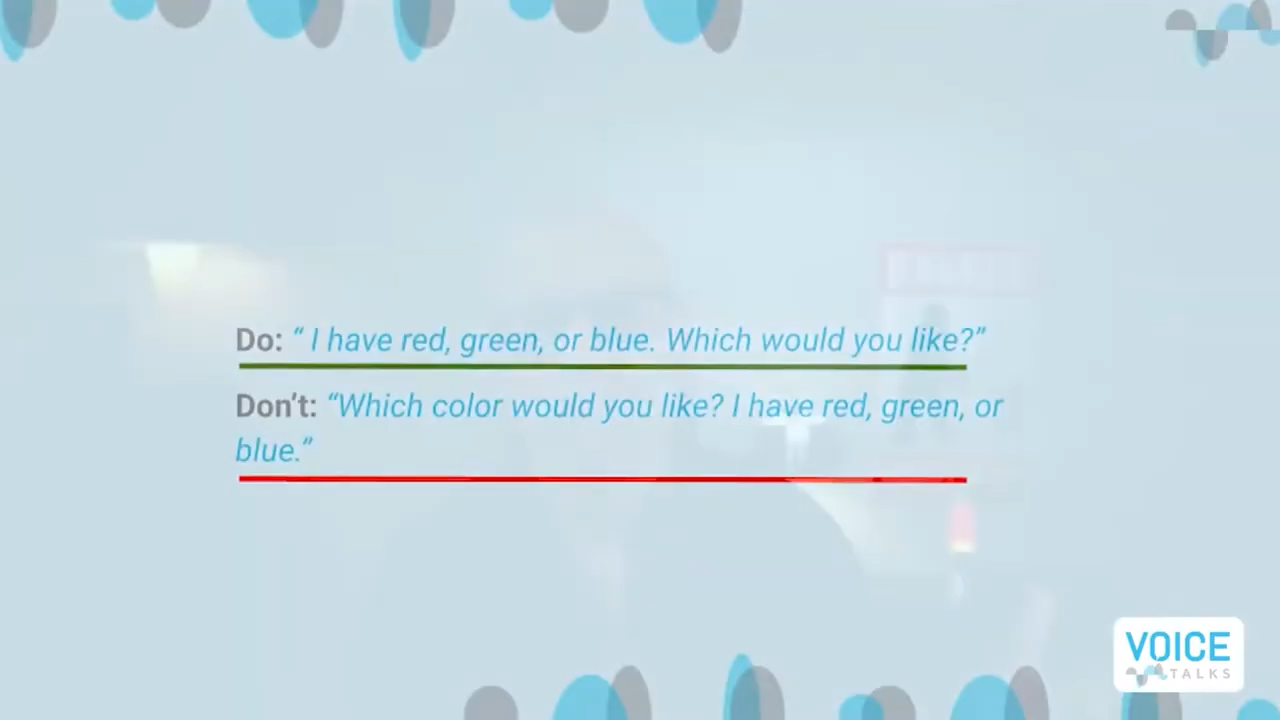 Do: “ I have red, green, or blue. Which would you like?”
Don’t: “Which color would you like? I have red, green, or
blue.”
VOICE
TALKS